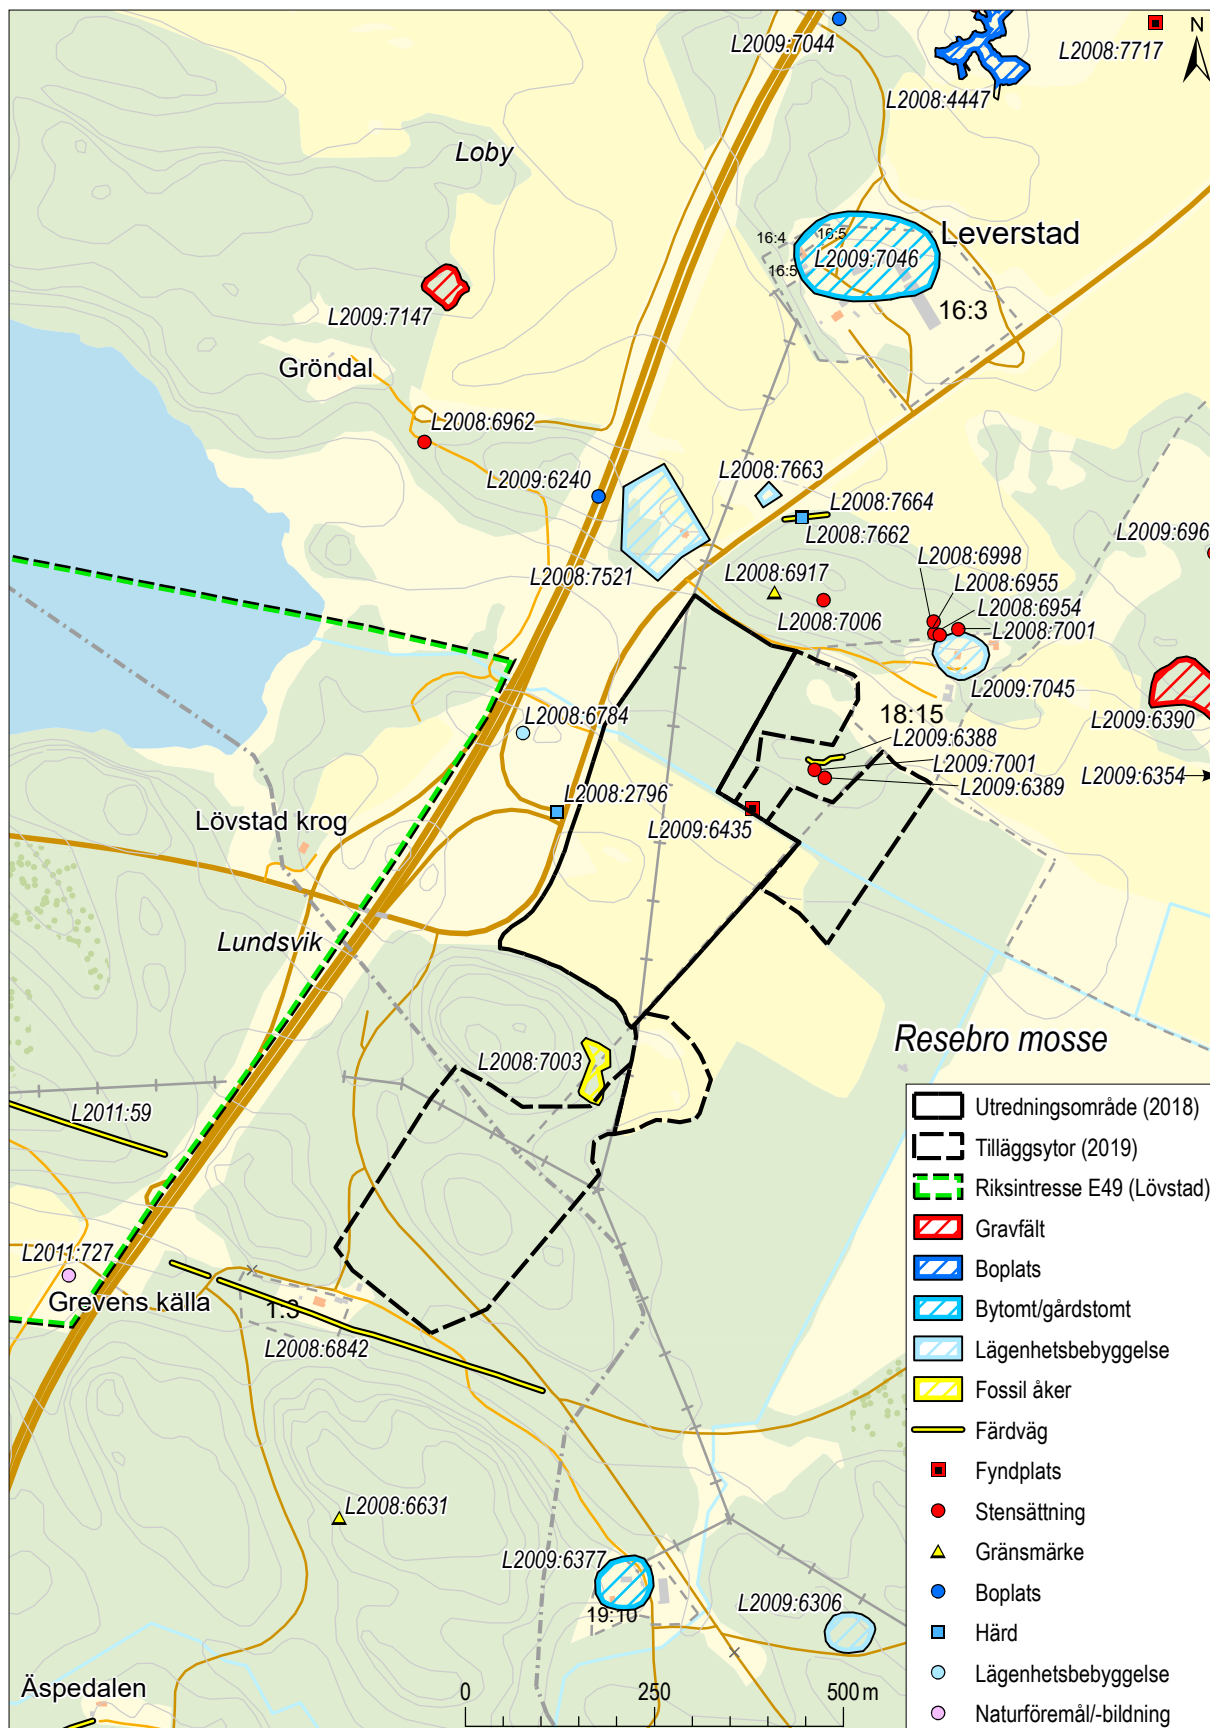 L2009:7044
L2008:7717
N
L2008:4447
Loby
16:4
16:5
Leverstad
L2009:7046
16:5
L2009:7147
16:3
Gröndal
L2008:6962
L2009:6240
L2008:7663
L2008:7664
L2008:7662
L2009:696
L2008:7521
L2008:6998
L2008:6917
L2008:6955
L2008:6954
L2008:7006
L2008:7001
L2009:7045
L2008:6784
18:15
L2009:6390
L2009:6388
L2009:7001
L2009:6354
L2009:6389
L2008:2796
Lövstad krog
L2009:6435
Lundsvik
Resebro mosse
L2008:7003
L2011:59
L2011:727
Grevens källa
1:3
L2008:6842
L2008:6631
L2009:6377
19:10
L2009:6306
Äspedalen
0 250 500 m
Utredningsområde (2018)
Tilläggsytor (2019)
Riksintresse E49 (Lövstad)
Gravfält
Boplats
Bytomt/gårdstomt
Lägenhetsbebyggelse
Fossil åker
Färdväg
Fyndplats
Stensättning
Gränsmärke
Boplats
Härd
Lägenhetsbebyggelse
Naturföremål/-bildning